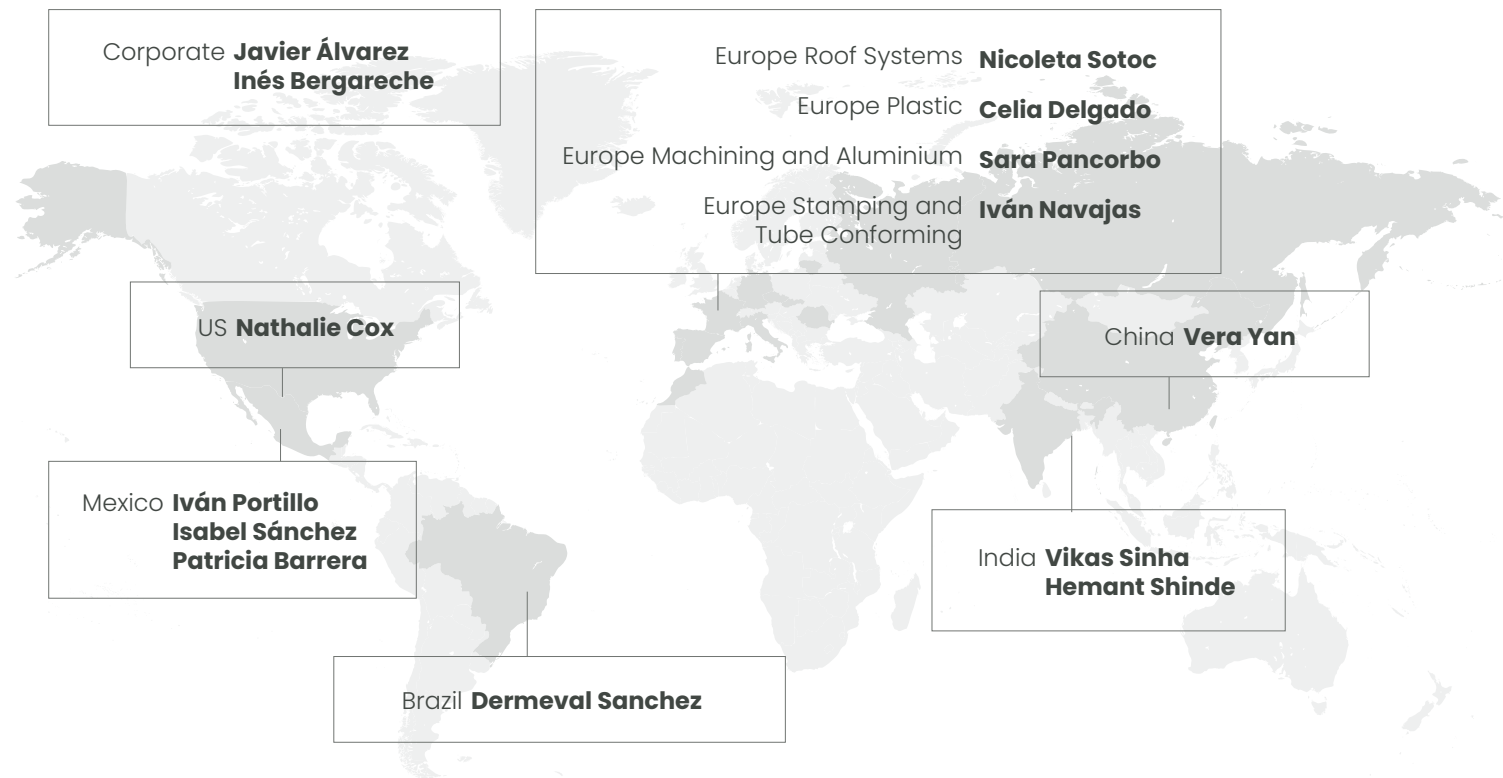 Corporate Javier Álvarez
Inés Bergareche
Europe Roof Systems Nicoleta Sotoc
Europe Plastic Celia Delgado
Europe Machining and Aluminium Sara Pancorbo
Europe Stamping and Iván Navajas
Tube Conforming
US Nathalie Cox
China Vera Yan
Mexico Iván Portillo
Isabel Sánchez
Patricia Barrera
India Vikas Sinha
Hemant Shinde
Brazil Dermeval Sanchez